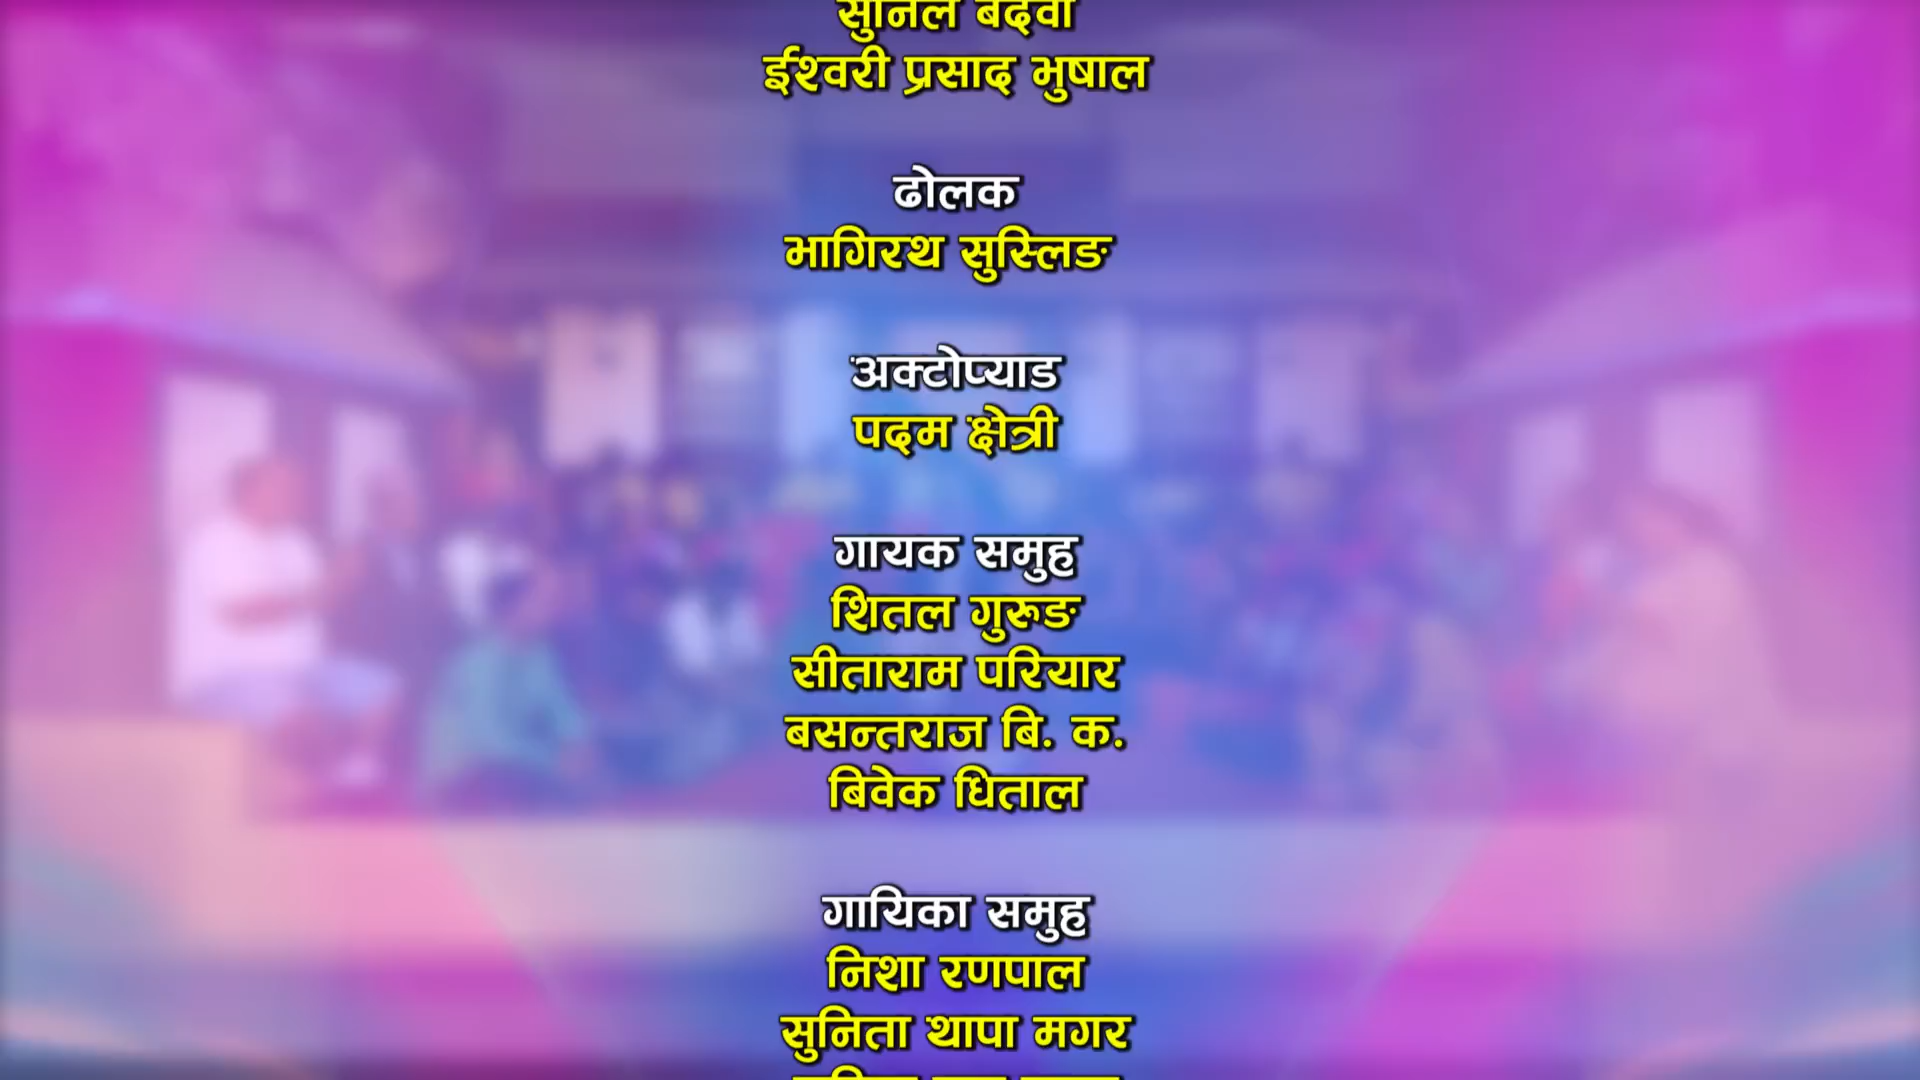 सुनिल
ईश्वरी प्रसाद भुषाल
ढोलक
भागिरथ सुस्लिङ
अक्टोप्याड
पदम क्षेत्री
गायक समुह
शितल गुरूङ
सीताराम परियार
बसन्तराज बि. क.
बिवेक धिताल
गायिका समुह
निशा रणपाल
सुनिता थापा मगर